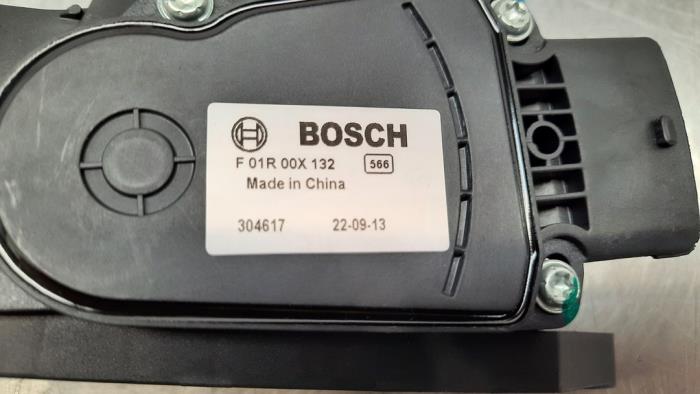 BOSCH
F 01R 00X 132 566
Made in China
304617 22-09-13